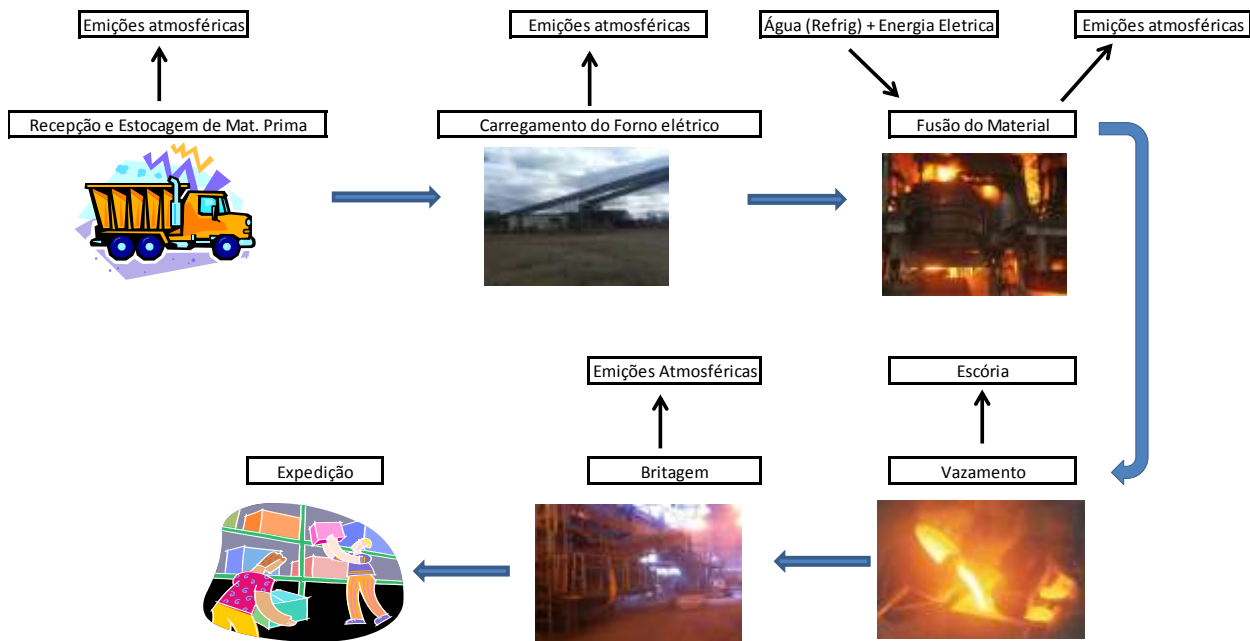 Emições atmosféricas
Emições atmosféricas
Água (Refrig) + Energia Eletrica
Emições atmosféricas
Recepção e Estocagem de Mat. Prima
Carregamento do Forno elétrico
Fusão do Material
Emições Atmosféricas
Escória
Expedição
Britagem
Vazamento